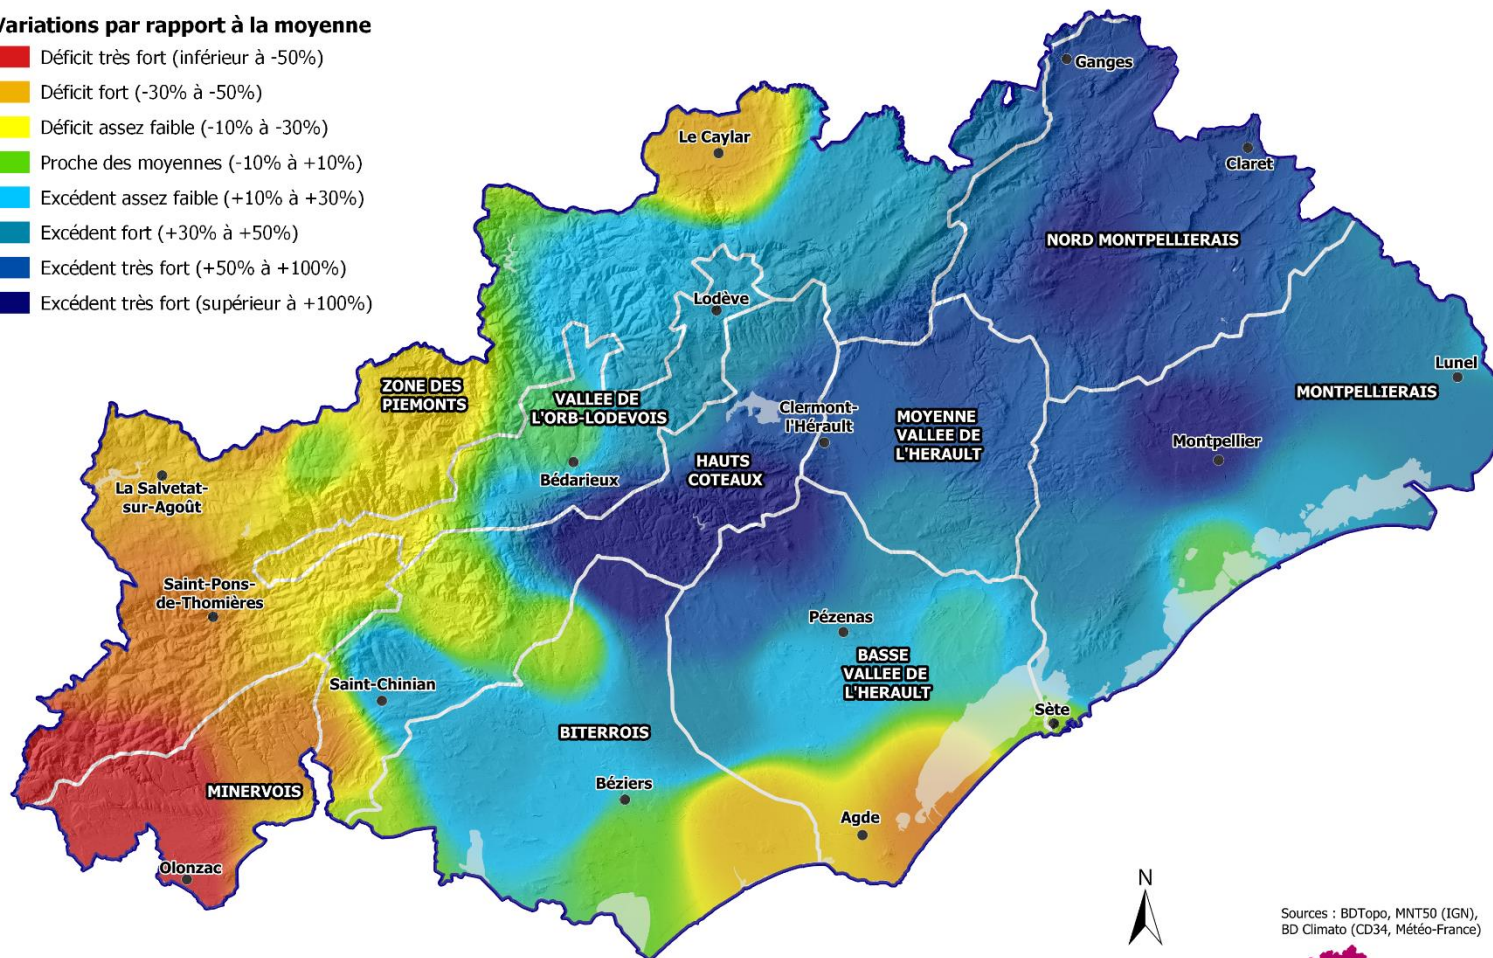 Variations par rapport à la moyenne
Déficit très fort (inférieur à -50%)
Déficit fort (-30% à -50%)
Déficit assez faible (-10% à -30%)
Proche des moyennes (-10% à +10%)
Excédent assez faible (+10% à +30%)
Excédent fort (+30% à +50%)
Excédent très fort (+50% à +100%)
Excédent très fort (supérieur à +100%)
Ganges
Le Caylar
Claret
NORD MONTPELLIERAIS
Lodève
Lunel
ZONE DES
PIEMONTS
VALLEE DE
L'ORB-LODEVOIS
MONTPELLIERAIS
Clermont-
l'Hérault
MOYENNE
VALLEE DE
L'HERAULT
Montpellier
HAUTS
COTEAUX
Bédarieux
La Salvetat-
sur-Agoût
Saint-Pons-
de-Thomières
Pézenas
BASSE
VALLEE DE
L'HERAULT
Saint-Chinian
Sète
BITERROIS
Béziers
MINERVOIS
Agde
Olonzac
N
Sources : BDTopo, MNT50 (IGN),
BD Climato (CD34, Météo-France)